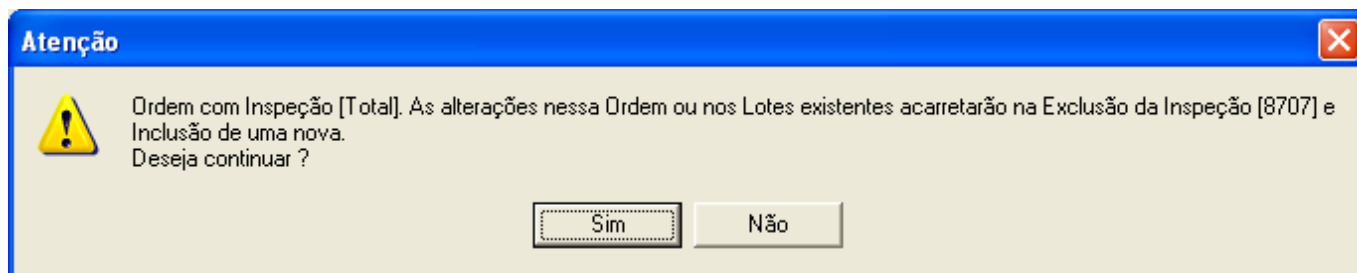 Atenção
Ordem com Inspeção [Total]. As alterações nessa Ordem ou nos Lotes existentes acarretarão na Exclusão da Inspeção [8707] e
Inclusão de uma nova.
Deseja continuar ?
Sim Não